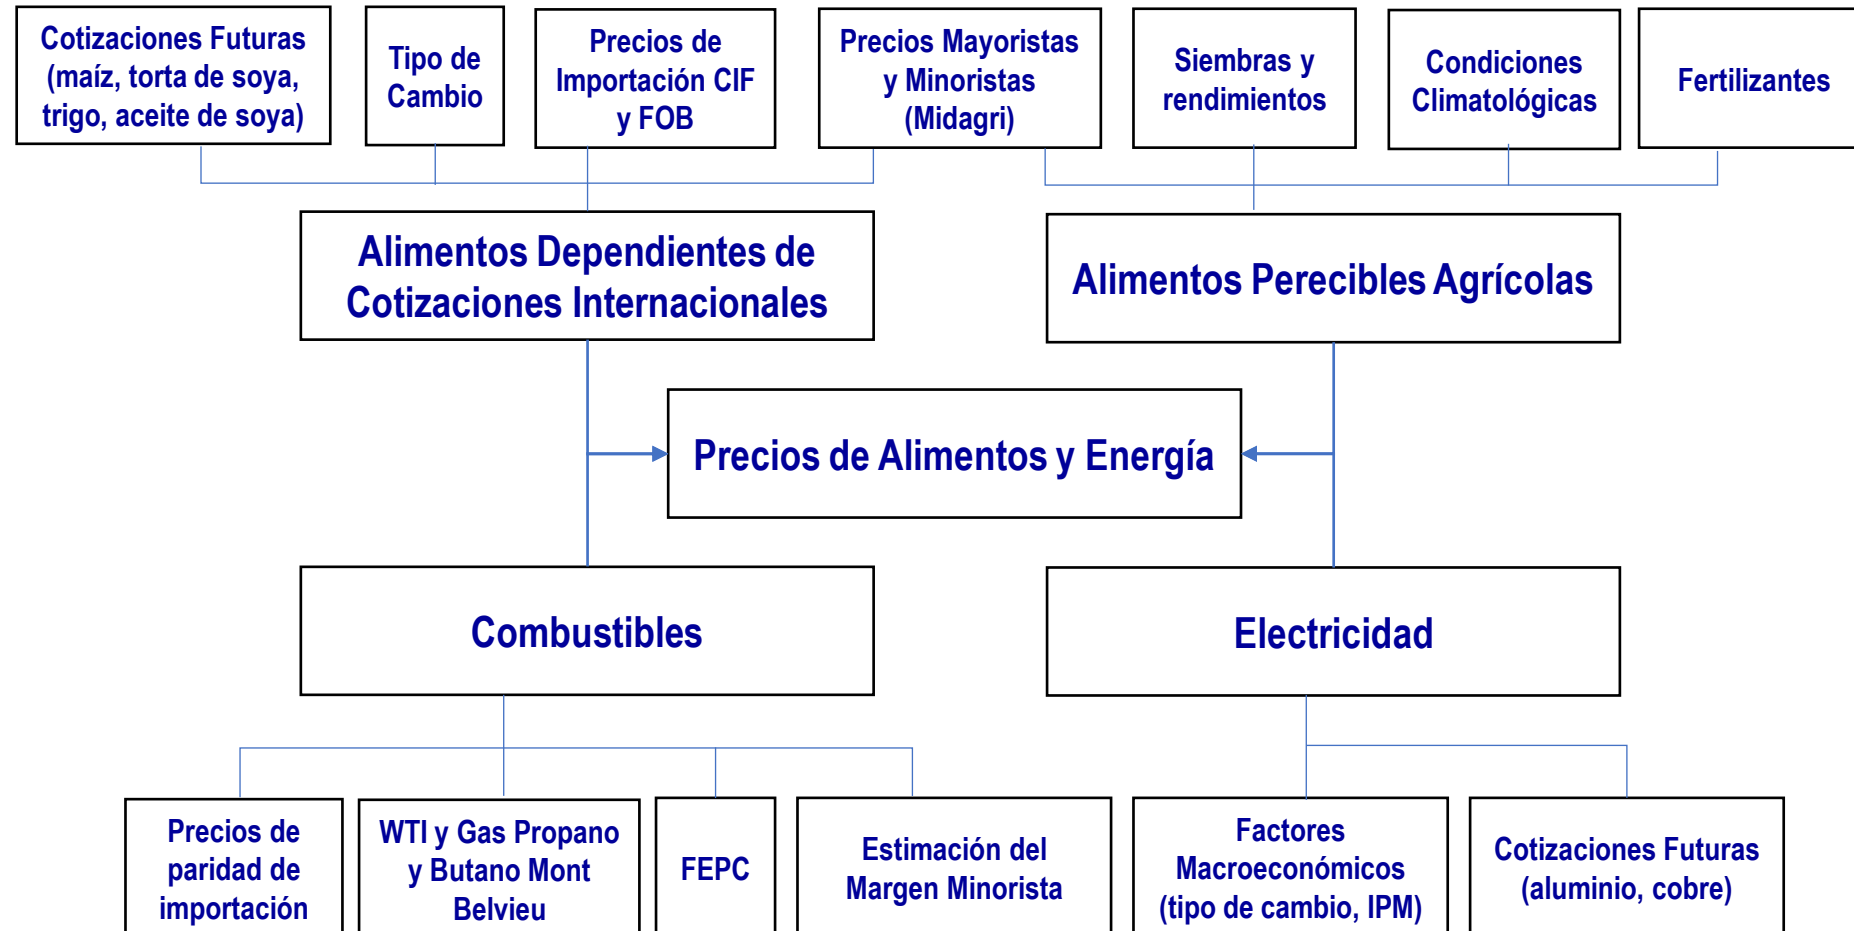 Cotizaciones Futuras
(maíz, torta de soya,
trigo, aceite de soya)
Tipo de
Cambio
Precios de
Importación CIF
y FOB
Precios Mayoristas
y Minoristas
(Midagri)
Siembras y
rendimientos
Condiciones
Climatológicas
Fertilizantes
Alimentos Dependientes de
Cotizaciones Internacionales
Alimentos Perecibles Agrícolas
Precios de Alimentos y Energía
Combustibles
Electricidad
Precios de
paridad de
importación
WTI y Gas Propano
y Butano Mont
Belvieu
FEPC
Estimación del
Margen Minorista
Factores
Macroeconómicos
(tipo de cambio, IPM)
Cotizaciones Futuras
(aluminio, cobre)